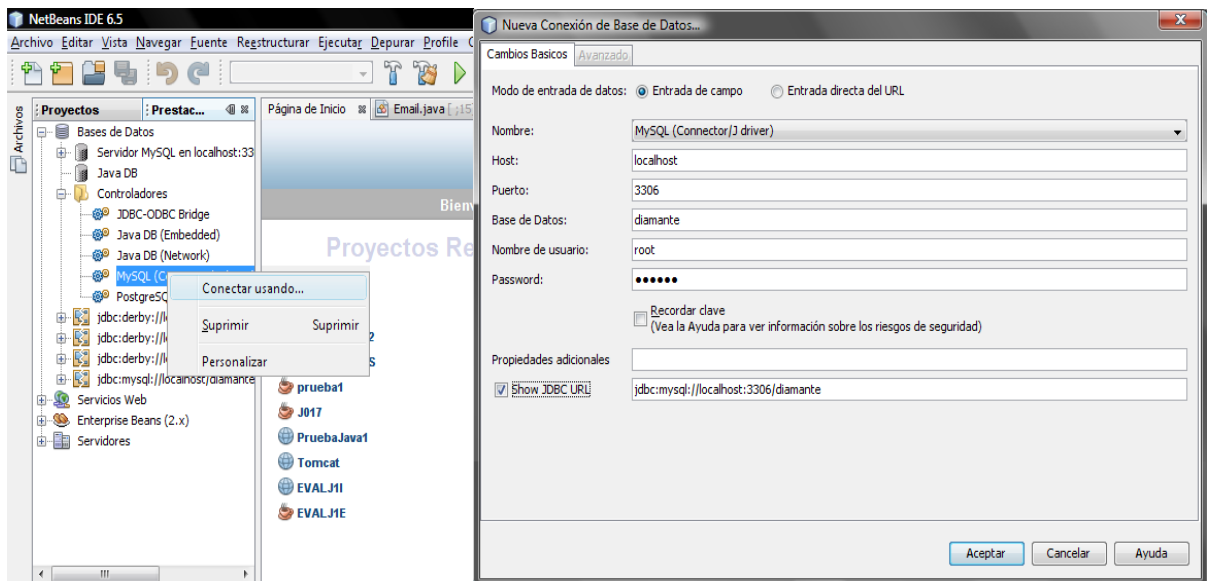 NetBeans IDE 6.5
Archivo Editar Vista Navegar Fuente Reestructurar Ejecutar Depurar Profile
Archivos
Proyectos
Prestac...
Bases de Datos
Servidor MySQL en localhost:33
Java DB
Controladores
JDBC-ODBC Bridge
Java DB (Embedded)
Java DB (Network)
MySQL
jdbc:derby://
jdbc:derby://
jdbc:derby://
jdbc:mysql://localhost/diamante
Servicios Web
Enterprise Beans (2.x)
Servidores
Conectar usando...
Suprimir Suprimir
Personalizar
Página de Inicio
Email.java [
Proyectos
prueba1
J017
PruebaJava1
Tomcat
EVALJ1I
EVALJ1E
Nueva Conexión de Base de Datos...
Cambios Basicos Avanzado
Modo de entrada de datos: Entrada de campo Entrada directa del URL
Nombre: MySQL (Connector/J driver)
Host: localhost
Puerto: 3306
Base de Datos: diamante
Nombre de usuario: root
Password: ••••••
Recordar clave
(Vea la Ayuda para ver información sobre los riesgos de seguridad)
Propiedades adicionales
Show JDBC URL jdbc:mysql://localhost:3306/diamante
Aceptar Cancelar Ayuda